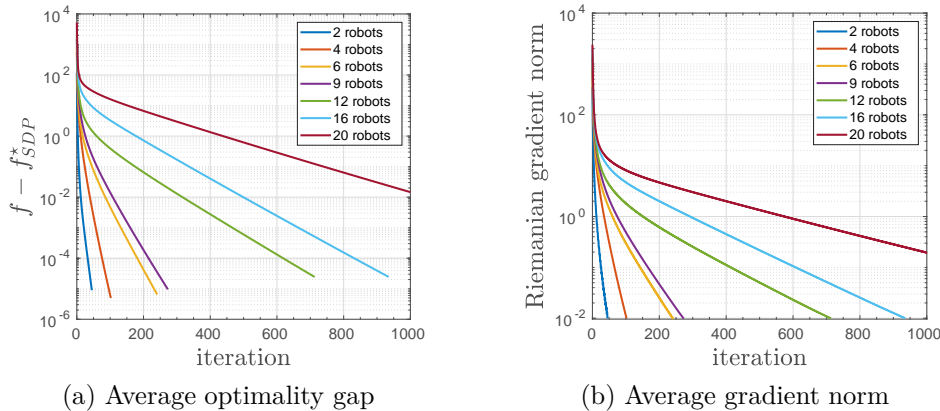 10^4
10^2
10^0
10^-2
10^-4
10^-6
f − f*_SDP
0 200 400 600 800 1000
iteration
2 robots
4 robots
6 robots
9 robots
12 robots
16 robots
20 robots
(a) Average optimality gap
10^4
10^2
10^0
10^-2
Riemanian gradient norm
0 200 400 600 800 1000
iteration
2 robots
4 robots
6 robots
9 robots
12 robots
16 robots
20 robots
(b) Average gradient norm